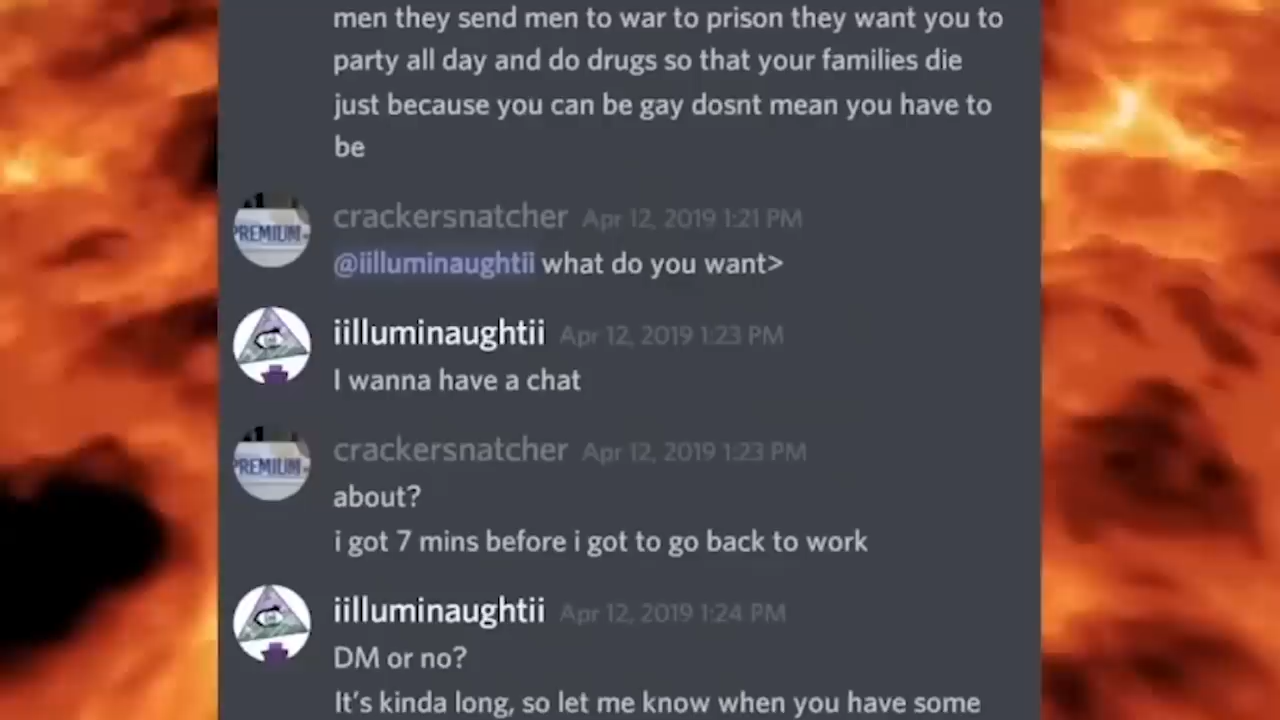 men they send men to war to prison they want you to
party all day and do drugs so that your families die
just because you can be gay dosnt mean you have to
be
PREMIUM
crackersnatcher Apr 12, 2019 1:21 PM
@iilluminaughtii what do you want>
iilluminaughtii Apr 12, 2019 1:23 PM
I wanna have a chat
PREMIUM
crackersnatcher Apr 12, 2019 1:23 PM
about?
i got 7 mins before i got to go back to work
iilluminaughtii Apr 12, 2019 1:24 PM
DM or no?
It's kinda long, so let me know when you have some